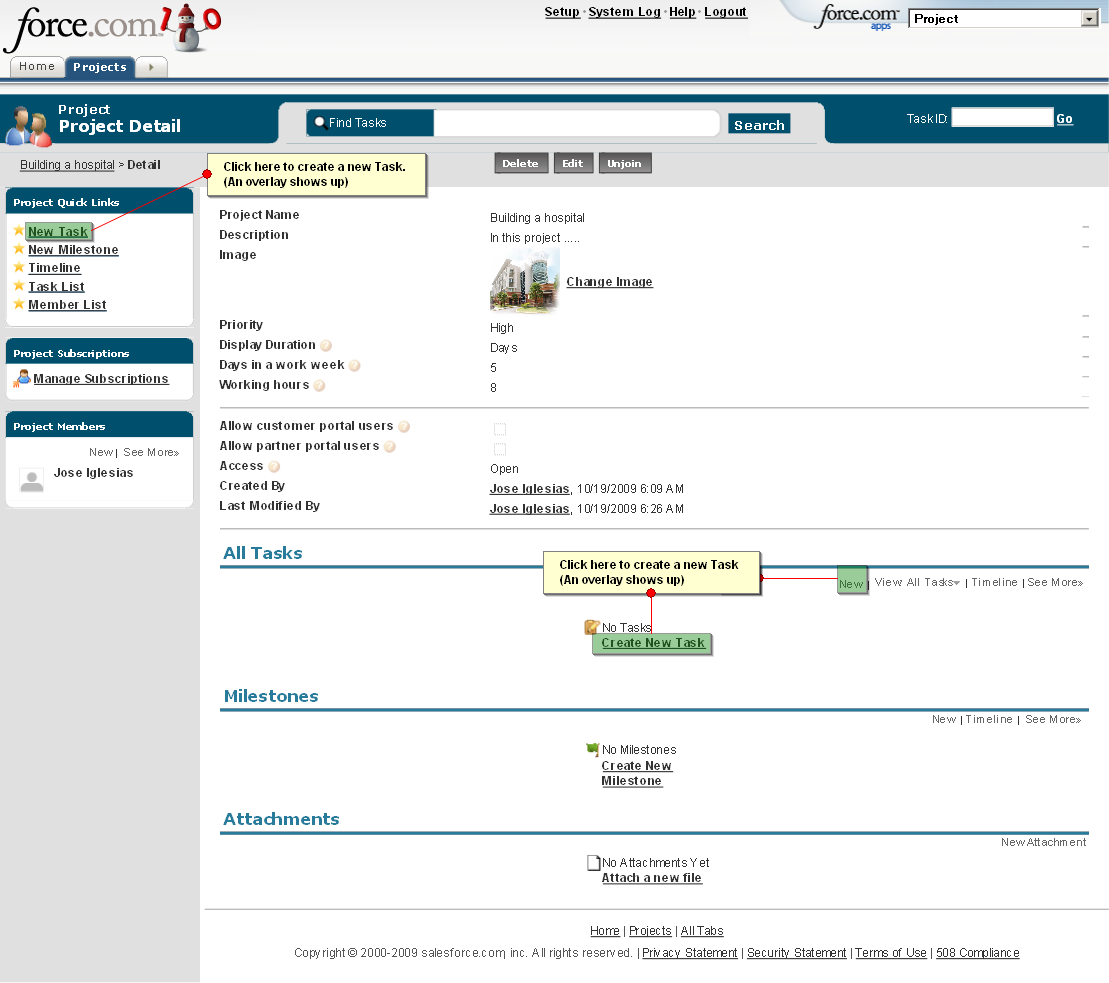 force.com 10
Setup · System Log · Help · Logout
force.com apps
Project
Home Projects
Project
Project Detail
Find Tasks
Search
Task ID: Go
Building a hospital > Detail
Click here to create a new Task.
(An overlay shows up)
Delete Edit Unjoin
Project Quick Links
New Task
New Milestone
Timeline
Task List
Member List
Project Subscriptions
Manage Subscriptions
Project Members
New | See More»
Jose Iglesias
Project Name Building a hospital
Description In this project .....
Image Change Image
Priority High
Display Duration ? Days
Days in a work week ? 5
Working hours ? 8
Allow customer portal users ?
Allow partner portal users ?
Access ? Open
Created By Jose Iglesias, 10/19/2009 6:09 AM
Last Modified By Jose Iglesias, 10/19/2009 6:26 AM
All Tasks
Click here to create a new Task
(An overlay shows up)
New | View All Tasks | Timeline | See More»
No Tasks
Create New Task
Milestones
New | Timeline | See More»
No Milestones
Create New
Milestone
Attachments
New Attachment
No Attachments Yet
Attach a new file
Home | Projects | All Tabs
Copyright © 2000-2009 salesforce.com, inc. All rights reserved. | Privacy Statement | Security Statement | Terms of Use | 508 Compliance